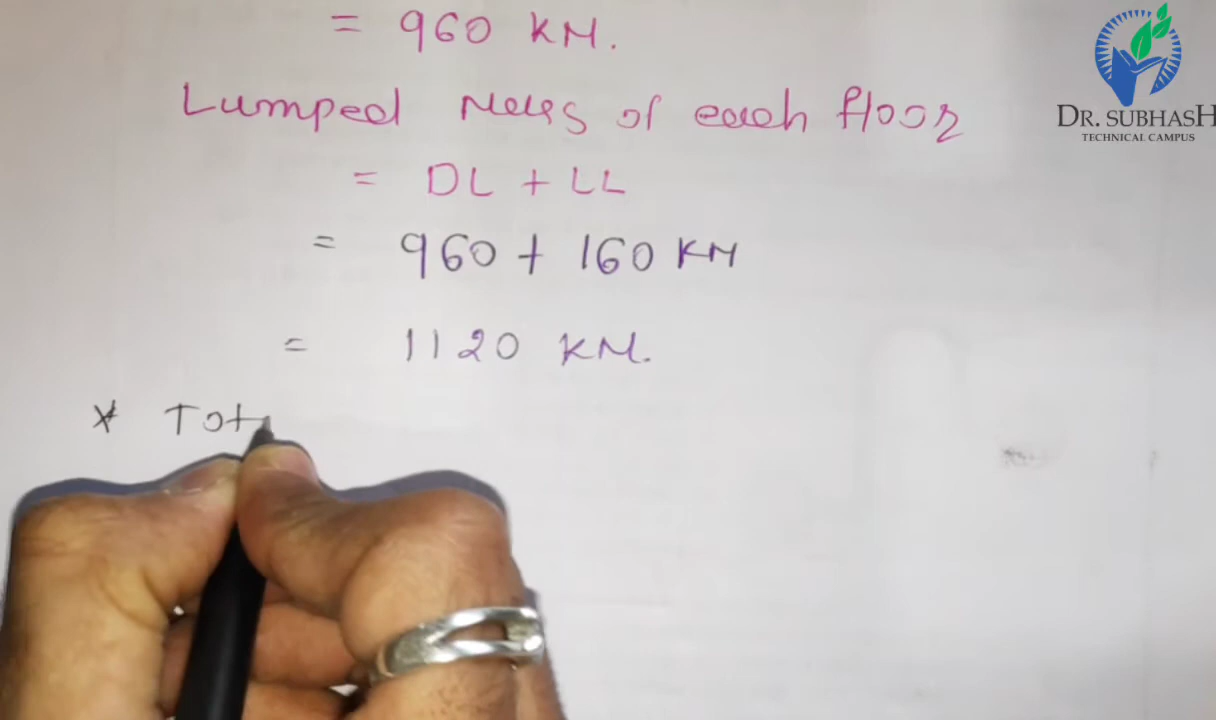 = 960 KN.
DR. SUBHASH
TECHNICAL CAMPUS
Lumped Mass of each floor
= DL + LL
= 960 + 160 KN
= 1120 KN.
* Tot